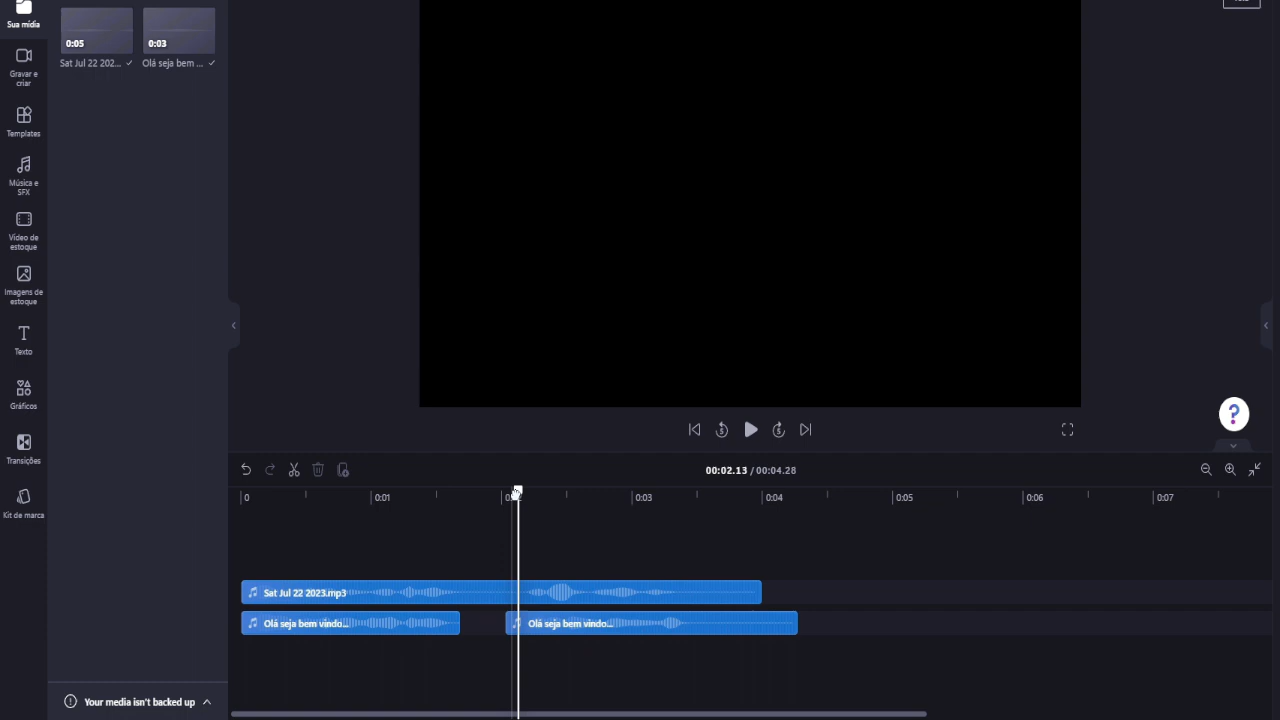 Sua mídia
Gravar e
criar
Templates
Música e
SFX
Vídeo de
estoque
Imagens de
estoque
Texto
Gráficos
Transições
Kit de marca
0:05
0:03
Sat Jul 22 202...
Olá seja bem ...
5
5
?
00:02.13 / 00:04.28
0
0:01
0:03
0:04
0:05
0:06
0:07
Sat Jul 22 2023.mp3
Olá seja bem vindo...
Olá seja bem vindo...
Your media isn't backed up